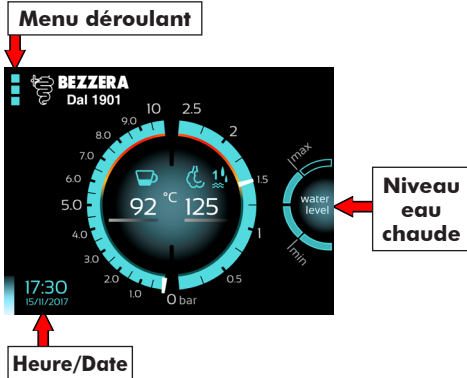 Menu déroulant
BEZZERA
Dal 1901
10 2.5
9.0
2
8.0
7.0
max
6.0
1.5
1
5.0
92 °C 125
water
level
Niveau
eau
chaude
4.0
1
min
3.0
2.0
0.5
1.0
0 bar
17:30
15/11/2017
Heure/Date